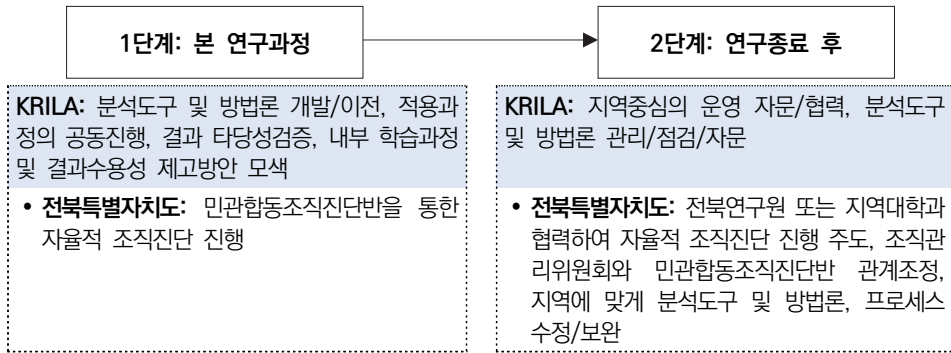 1단계: 본 연구과정
2단계: 연구종료 후
KRILA: 분석도구 및 방법론 개발/이전, 적용과
정의 공동진행, 결과 타당성검증, 내부 학습과정
및 결과수용성 제고방안 모색
• 전북특별자치도: 민관합동조직진단반을 통한
자율적 조직진단 진행
KRILA: 지역중심의 운영 자문/협력, 분석도구
및 방법론 관리/점검/자문
• 전북특별자치도: 전북연구원 또는 지역대학과
협력하여 자율적 조직진단 진행 주도, 조직관
리위원회와 민관합동조직진단반 관계조정,
지역에 맞게 분석도구 및 방법론, 프로세스
수정/보완